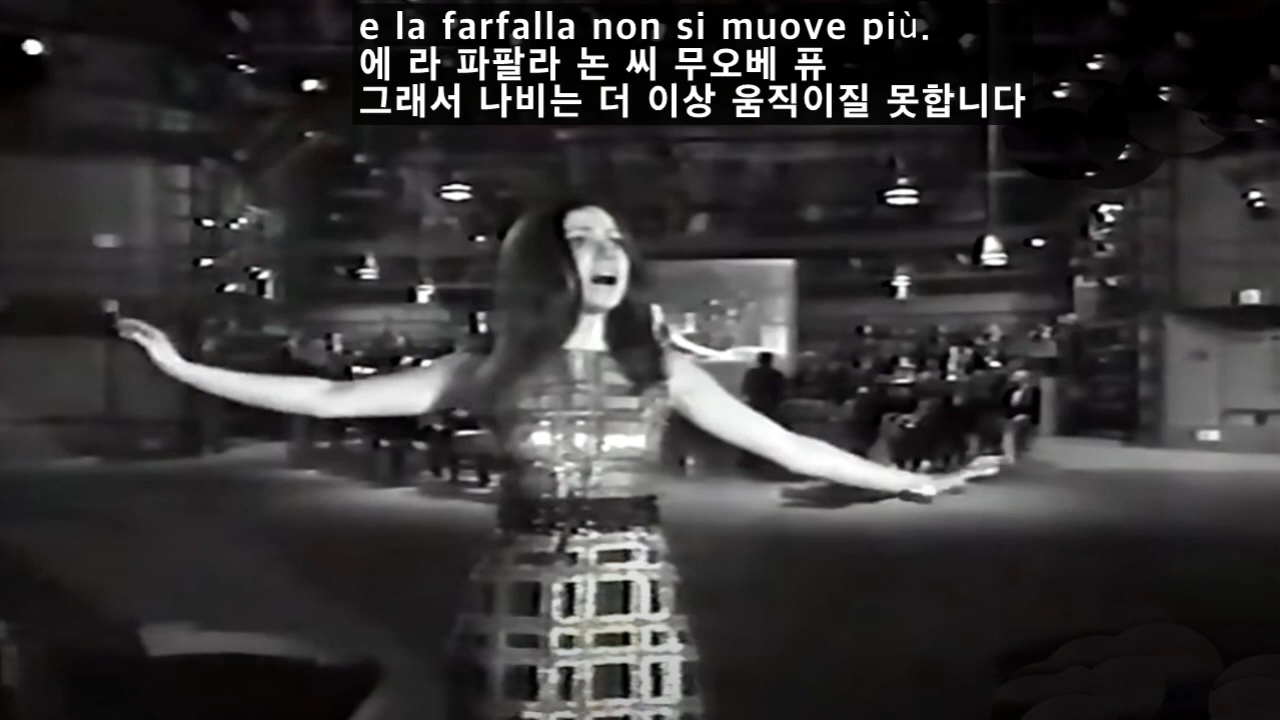 e la farfalla non si muove più.
에 라 파팔라 논 씨 무오베 퓨
그래서 나비는 더 이상 움직이질 못합니다